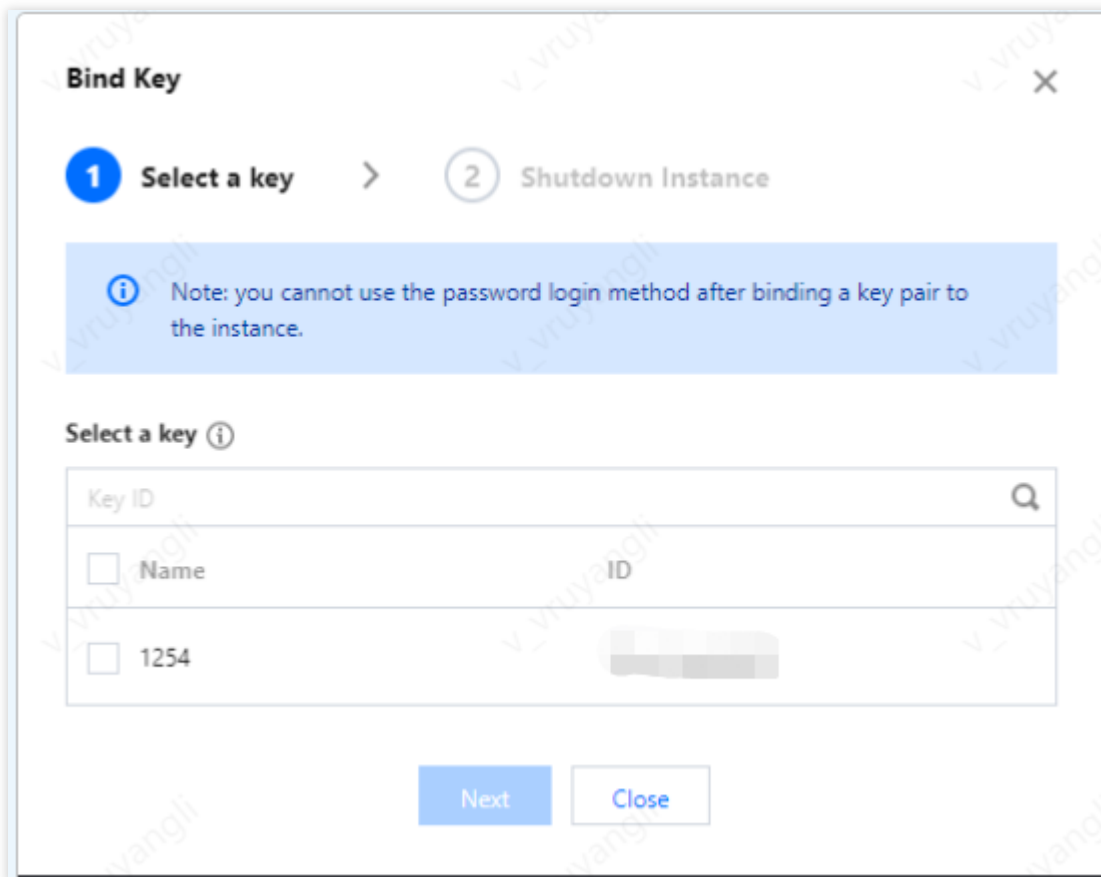 Bind Key
1 Select a key > 2 Shutdown Instance
Note: you cannot use the password login method after binding a key pair to
the instance.
Select a key
Key ID
Name ID
1254
Next Close
v_vruyangli